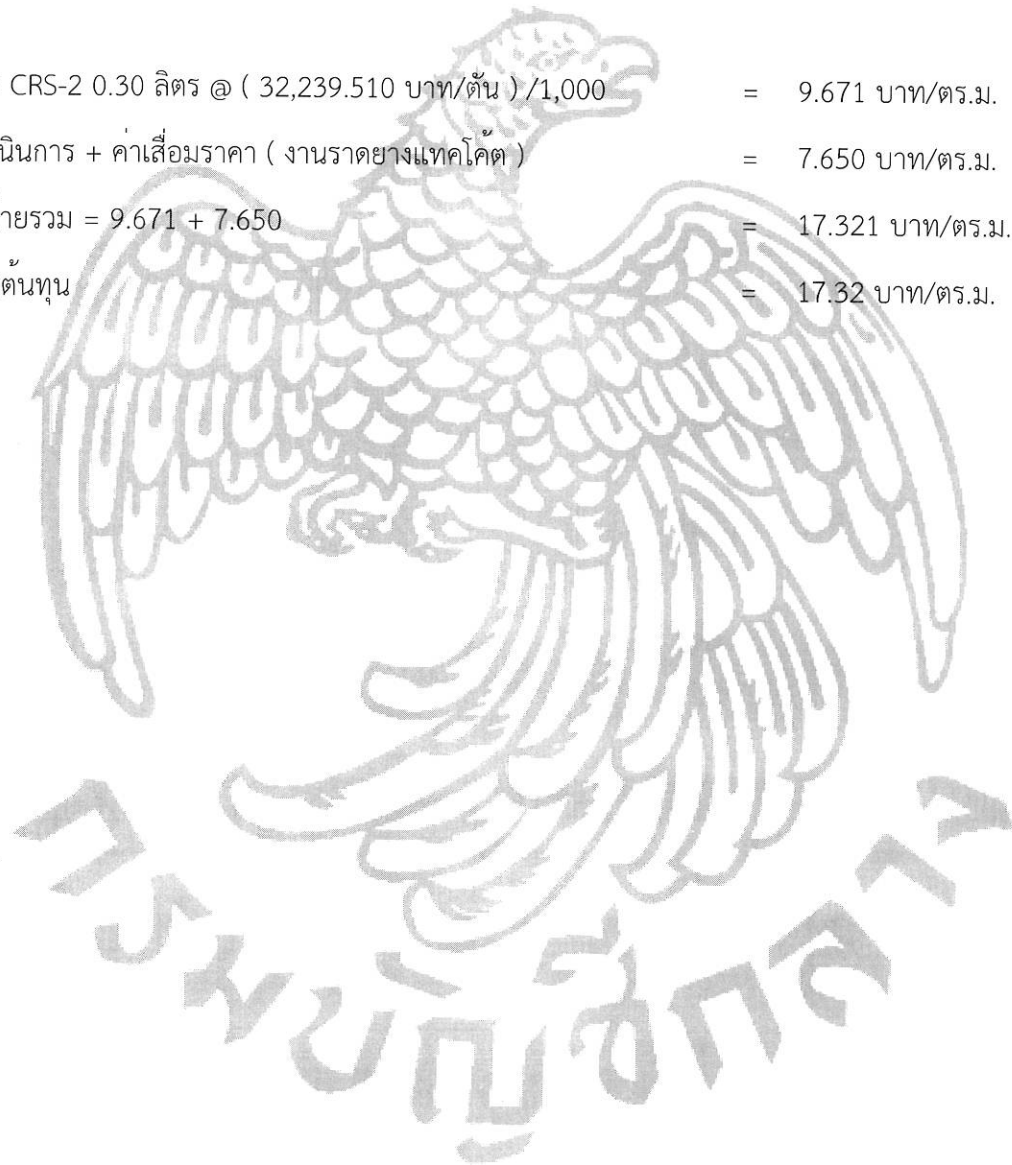 CRS-2 0.30 ลิตร @ ( 32,239.510 บาท/ตัน ) /1,000 = 9.671 บาท/ตร.ม.
นินการ + ค่าเสื่อมราคา ( งานราดยางแทคโค้ต ) = 7.650 บาท/ตร.ม.
ายรวม = 9.671 + 7.650 = 17.321 บาท/ตร.ม.
ต้นทุน = 17.32 บาท/ตร.ม.
กรมบัญชีกลาง